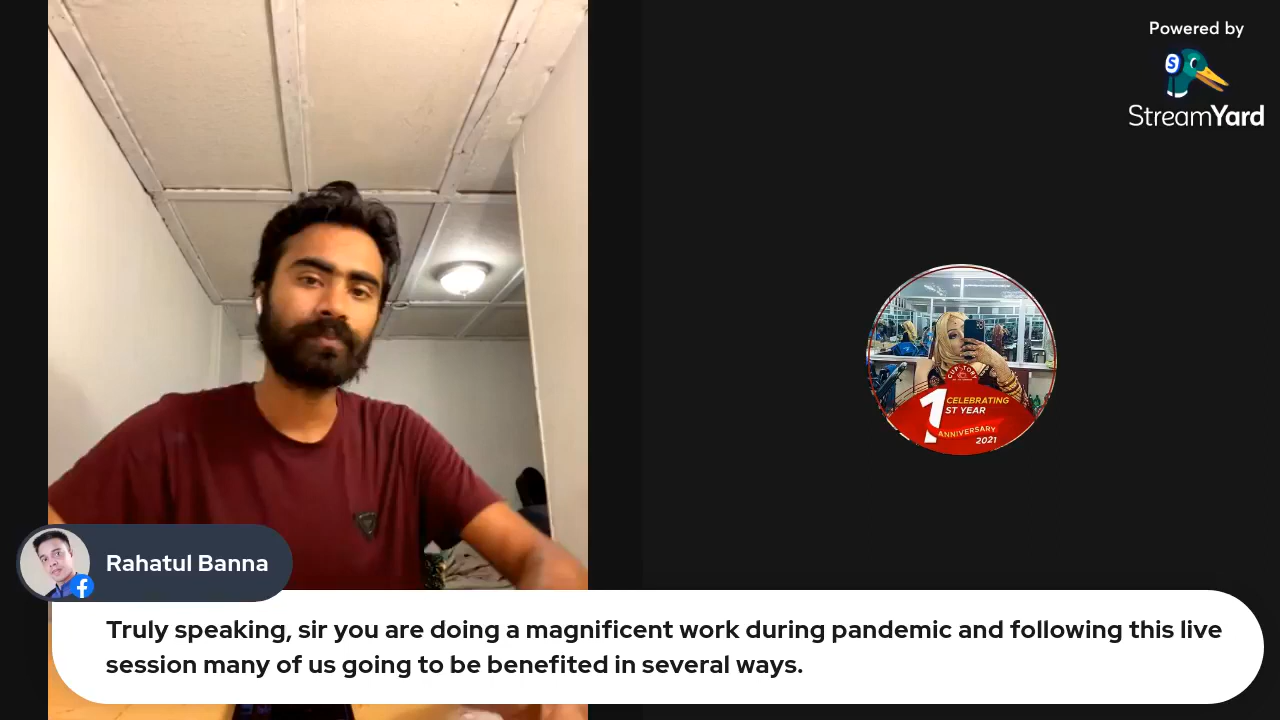 Powered by
StreamYard
CELEBRATING
1ST YEAR
ANNIVERSARY
2021
Rahatul Banna
Truly speaking, sir you are doing a magnificent work during pandemic and following this live
session many of us going to be benefited in several ways.